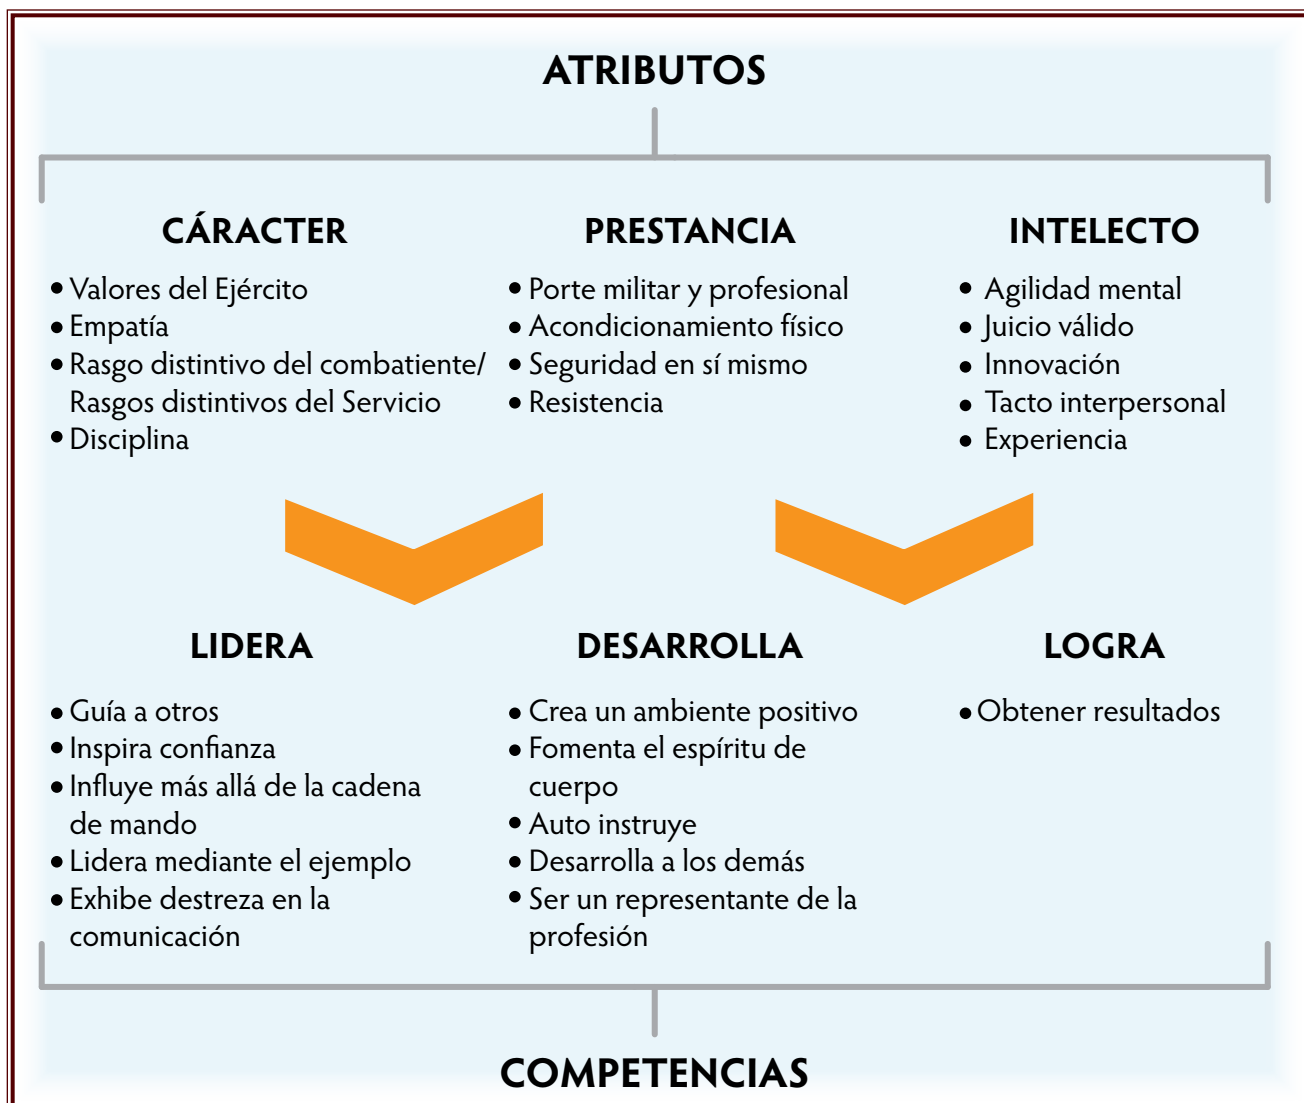 ATRIBUTOS
CÁRACTER
• Valores del Ejército
• Empatía
• Rasgo distintivo del combatiente/
Rasgos distintivos del Servicio
• Disciplina
PRESTANCIA
• Porte militar y profesional
• Acondicionamiento físico
• Seguridad en sí mismo
• Resistencia
INTELECTO
• Agilidad mental
• Juicio válido
• Innovación
• Tacto interpersonal
• Experiencia
LIDERA
• Guía a otros
• Inspira confianza
• Influye más allá de la cadena
de mando
• Lidera mediante el ejemplo
• Exhibe destreza en la
comunicación
DESARROLLA
• Crea un ambiente positivo
• Fomenta el espíritu de
cuerpo
• Auto instruye
• Desarrolla a los demás
• Ser un representante de la
profesión
LOGRA
• Obtener resultados
COMPETENCIAS